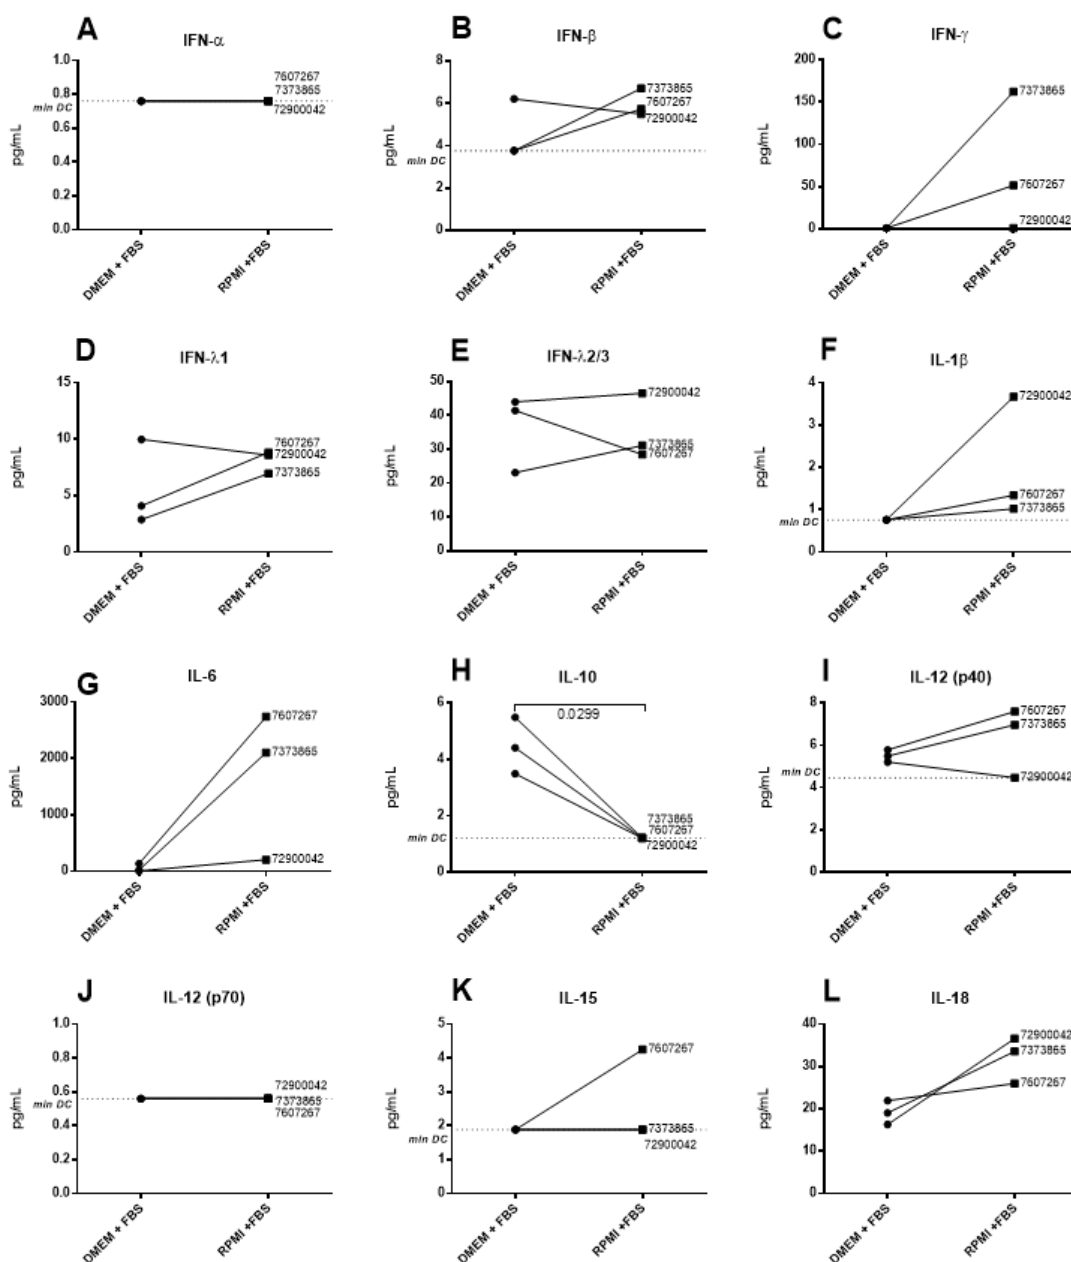 A
IFN-α
1.0
0.8
0.6
0.4
0.2
0.0
min DC
pg/mL
7607267
7373865
72900042
DMEM + FBS
RPMI +FBS
B
IFN-β
8
6
4
2
0
min DC
pg/mL
7373865
7607267
72900042
DMEM + FBS
RPMI +FBS
C
IFN-γ
200
150
100
50
0
pg/mL
7373865
7607267
72900042
DMEM + FBS
RPMI +FBS
D
IFN-λ1
15
10
5
0
pg/mL
7607267
72900042
7373865
DMEM + FBS
RPMI +FBS
E
IFN-λ2/3
50
40
30
20
10
0
pg/mL
72900042
7373865
7607267
DMEM + FBS
RPMI +FBS
F
IL-1β
4
3
2
1
0
min DC
pg/mL
72900042
7607267
7373865
DMEM + FBS
RPMI +FBS
G
IL-6
3000
2000
1000
0
pg/mL
7607267
7373865
72900042
DMEM + FBS
RPMI +FBS
H
IL-10
6
4
2
0
min DC
pg/mL
0.0299
7373865
7607267
72900042
DMEM + FBS
RPMI +FBS
I
IL-12 (p40)
8
6
4
2
0
min DC
pg/mL
7607267
7373865
72900042
DMEM + FBS
RPMI +FBS
J
IL-12 (p70)
1.0
0.8
0.6
0.4
0.2
0.0
min DC
pg/mL
72900042
7373865
7607267
DMEM + FBS
RPMI +FBS
K
IL-15
5
4
3
2
1
0
min DC
pg/mL
7607267
7373865
72900042
DMEM + FBS
RPMI +FBS
L
IL-18
40
30
20
10
0
pg/mL
72900042
7373865
7607267
DMEM + FBS
RPMI +FBS